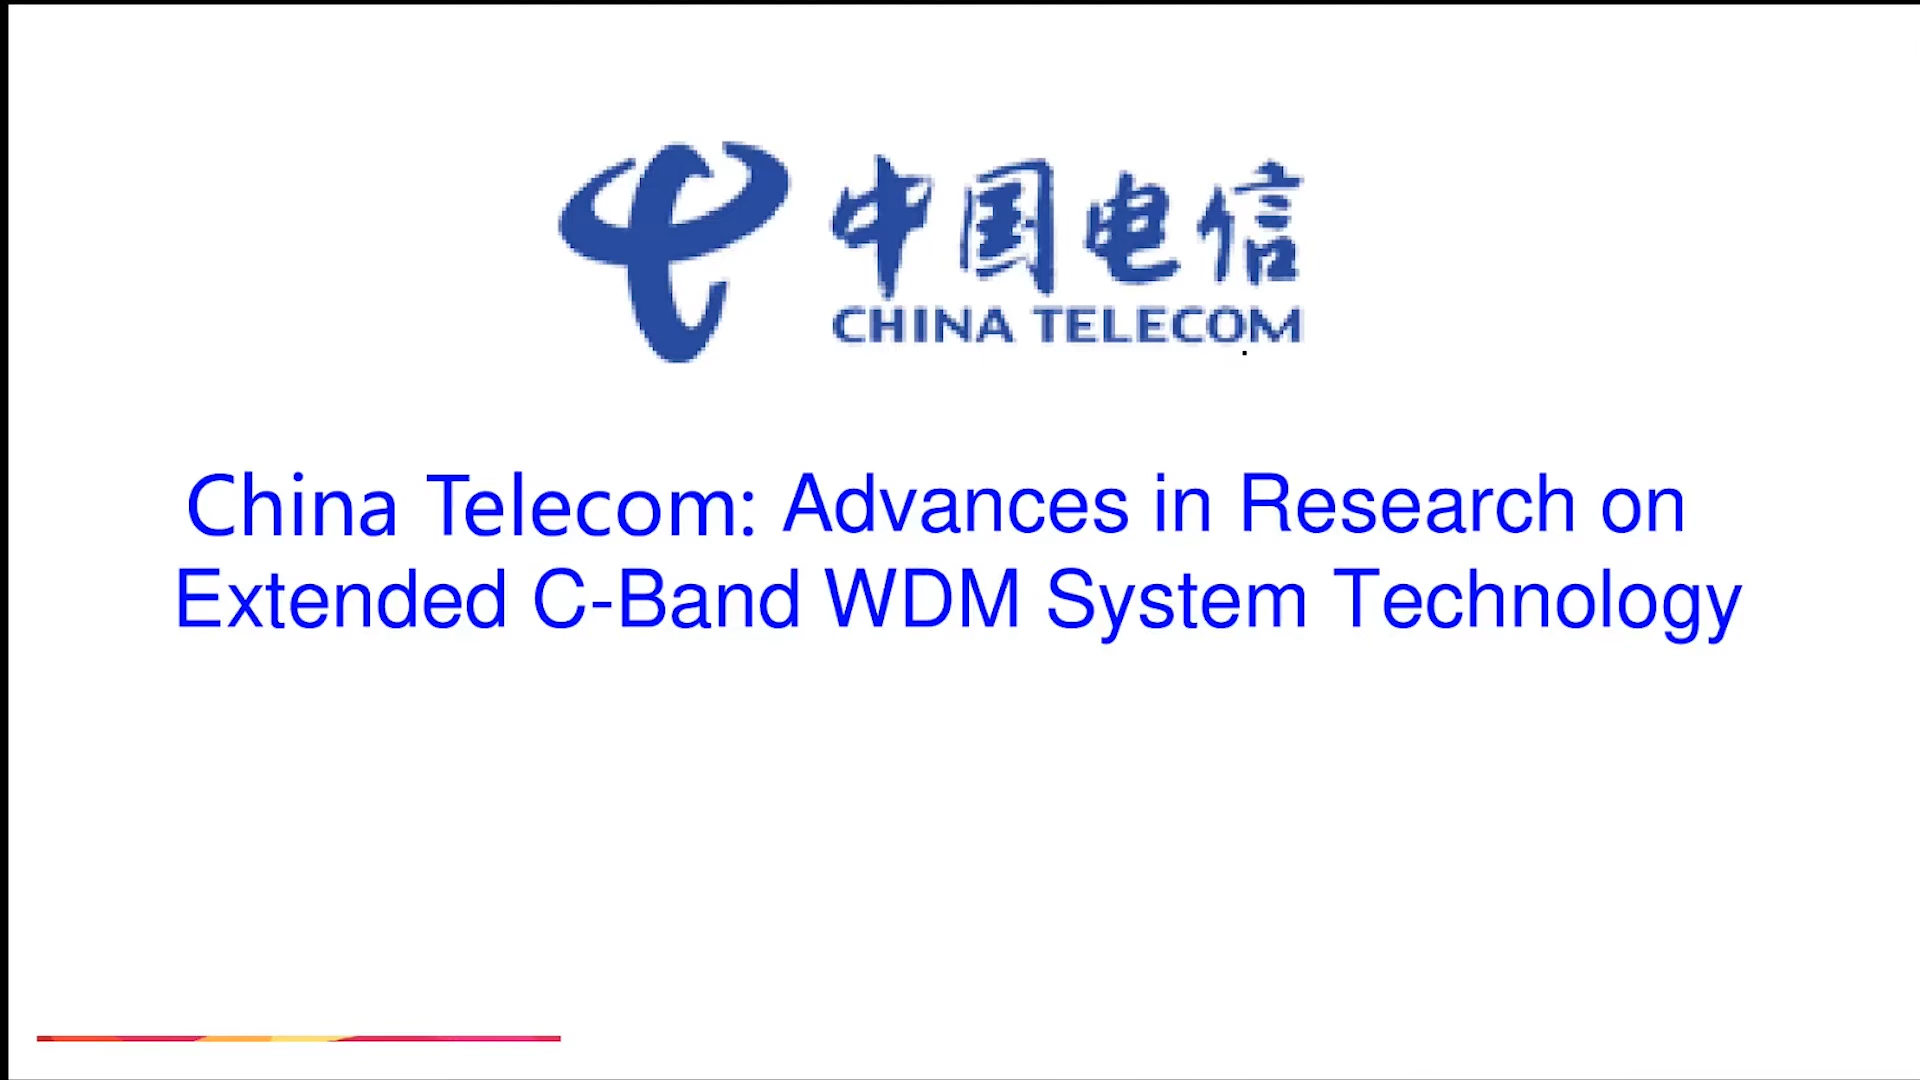 中国电信
CHINA TELECOM
China Telecom: Advances in Research on
Extended C-Band WDM System Technology